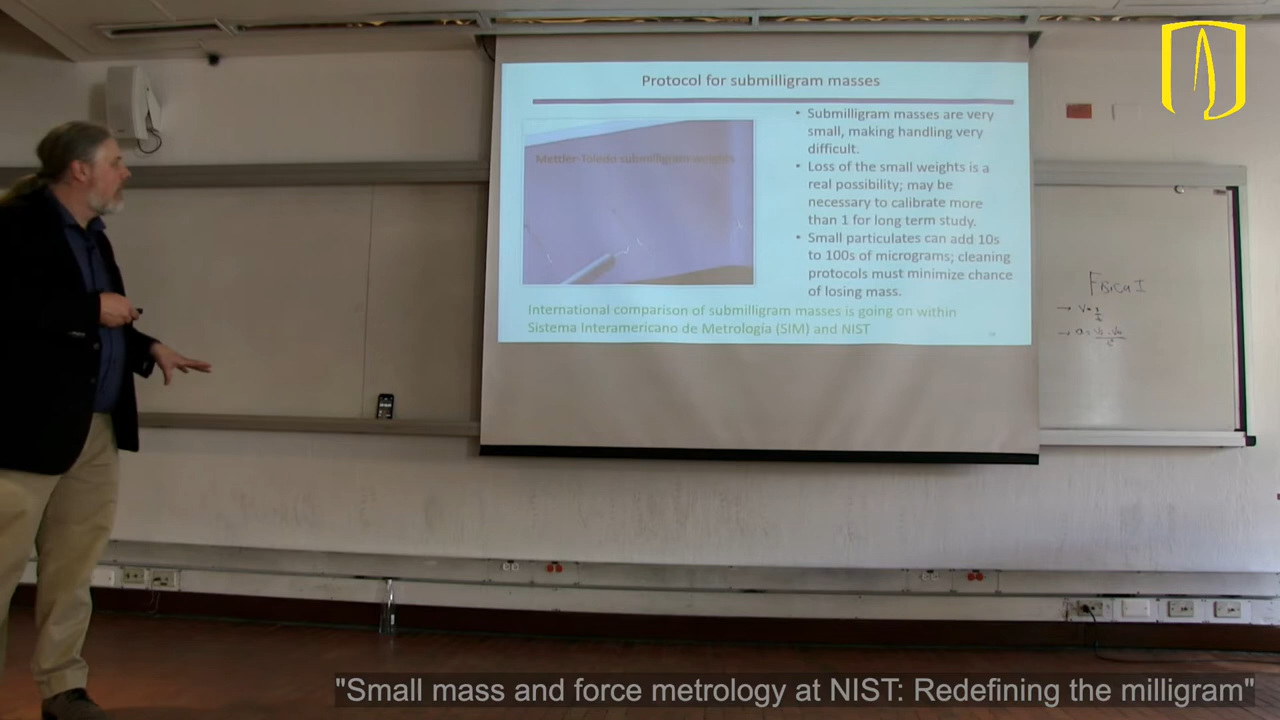 Protocol for submilligram masses
Mettler Toledo submilligram weights
• Submilligram masses are very
small, making handling very
difficult.
• Loss of the small weights is a
real possibility; may be
necessary to calibrate more
than 1 for long term study.
• Small particulates can add 10s
to 100s of micrograms; cleaning
protocols must minimize chance
of losing mass.
International comparison of submilligram masses is going on within
Sistema Interamericano de Metrología (SIM) and NIST
"Small mass and force metrology at NIST: Redefining the milligram"